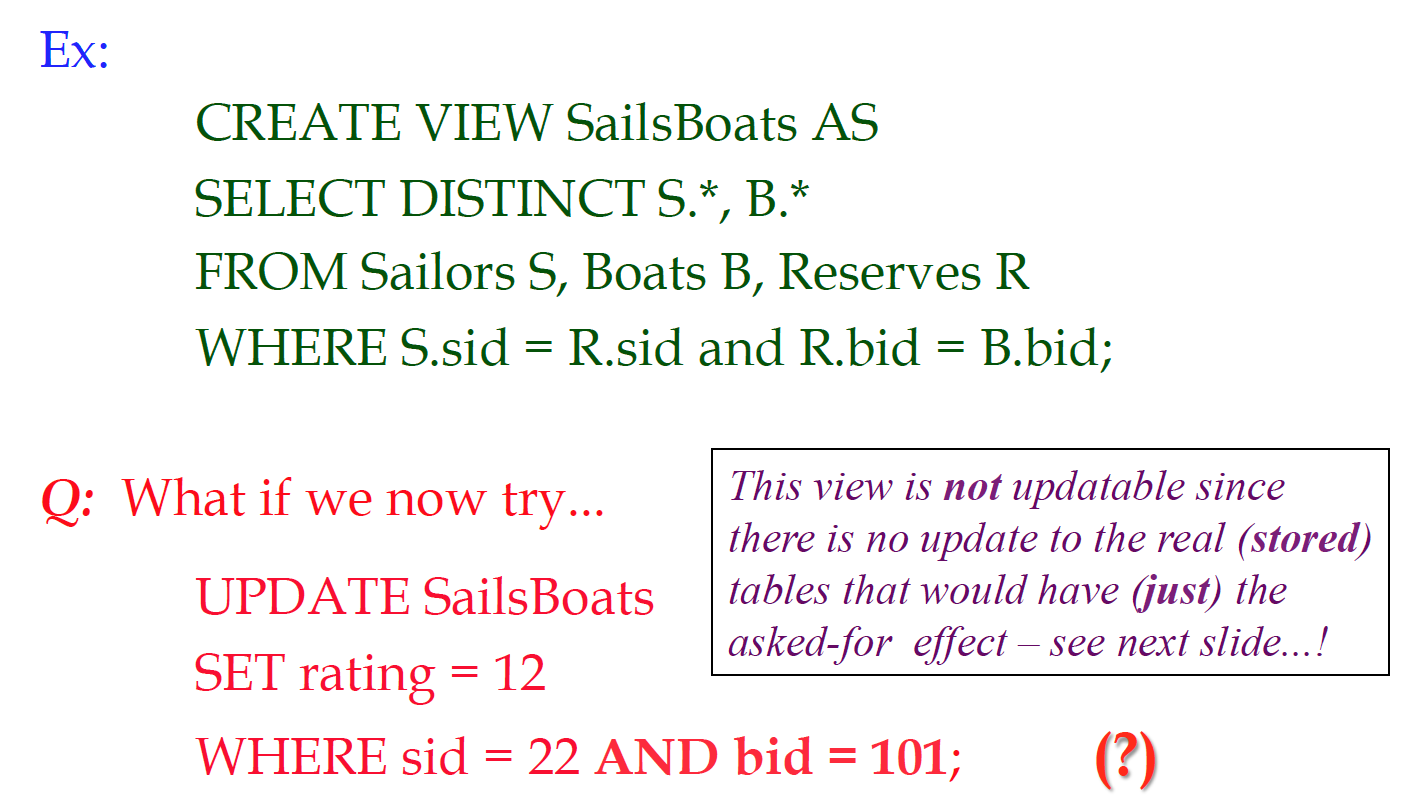 Ex:
CREATE VIEW SailsBoats AS
SELECT DISTINCT S.*, B.*
FROM Sailors S, Boats B, Reserves R
WHERE S.sid = R.sid and R.bid = B.bid;
Q: What if we now try...
UPDATE SailsBoats
SET rating = 12
WHERE sid = 22 AND bid = 101; (?)
This view is not updatable since
there is no update to the real (stored)
tables that would have (just) the
asked-for effect – see next slide...!